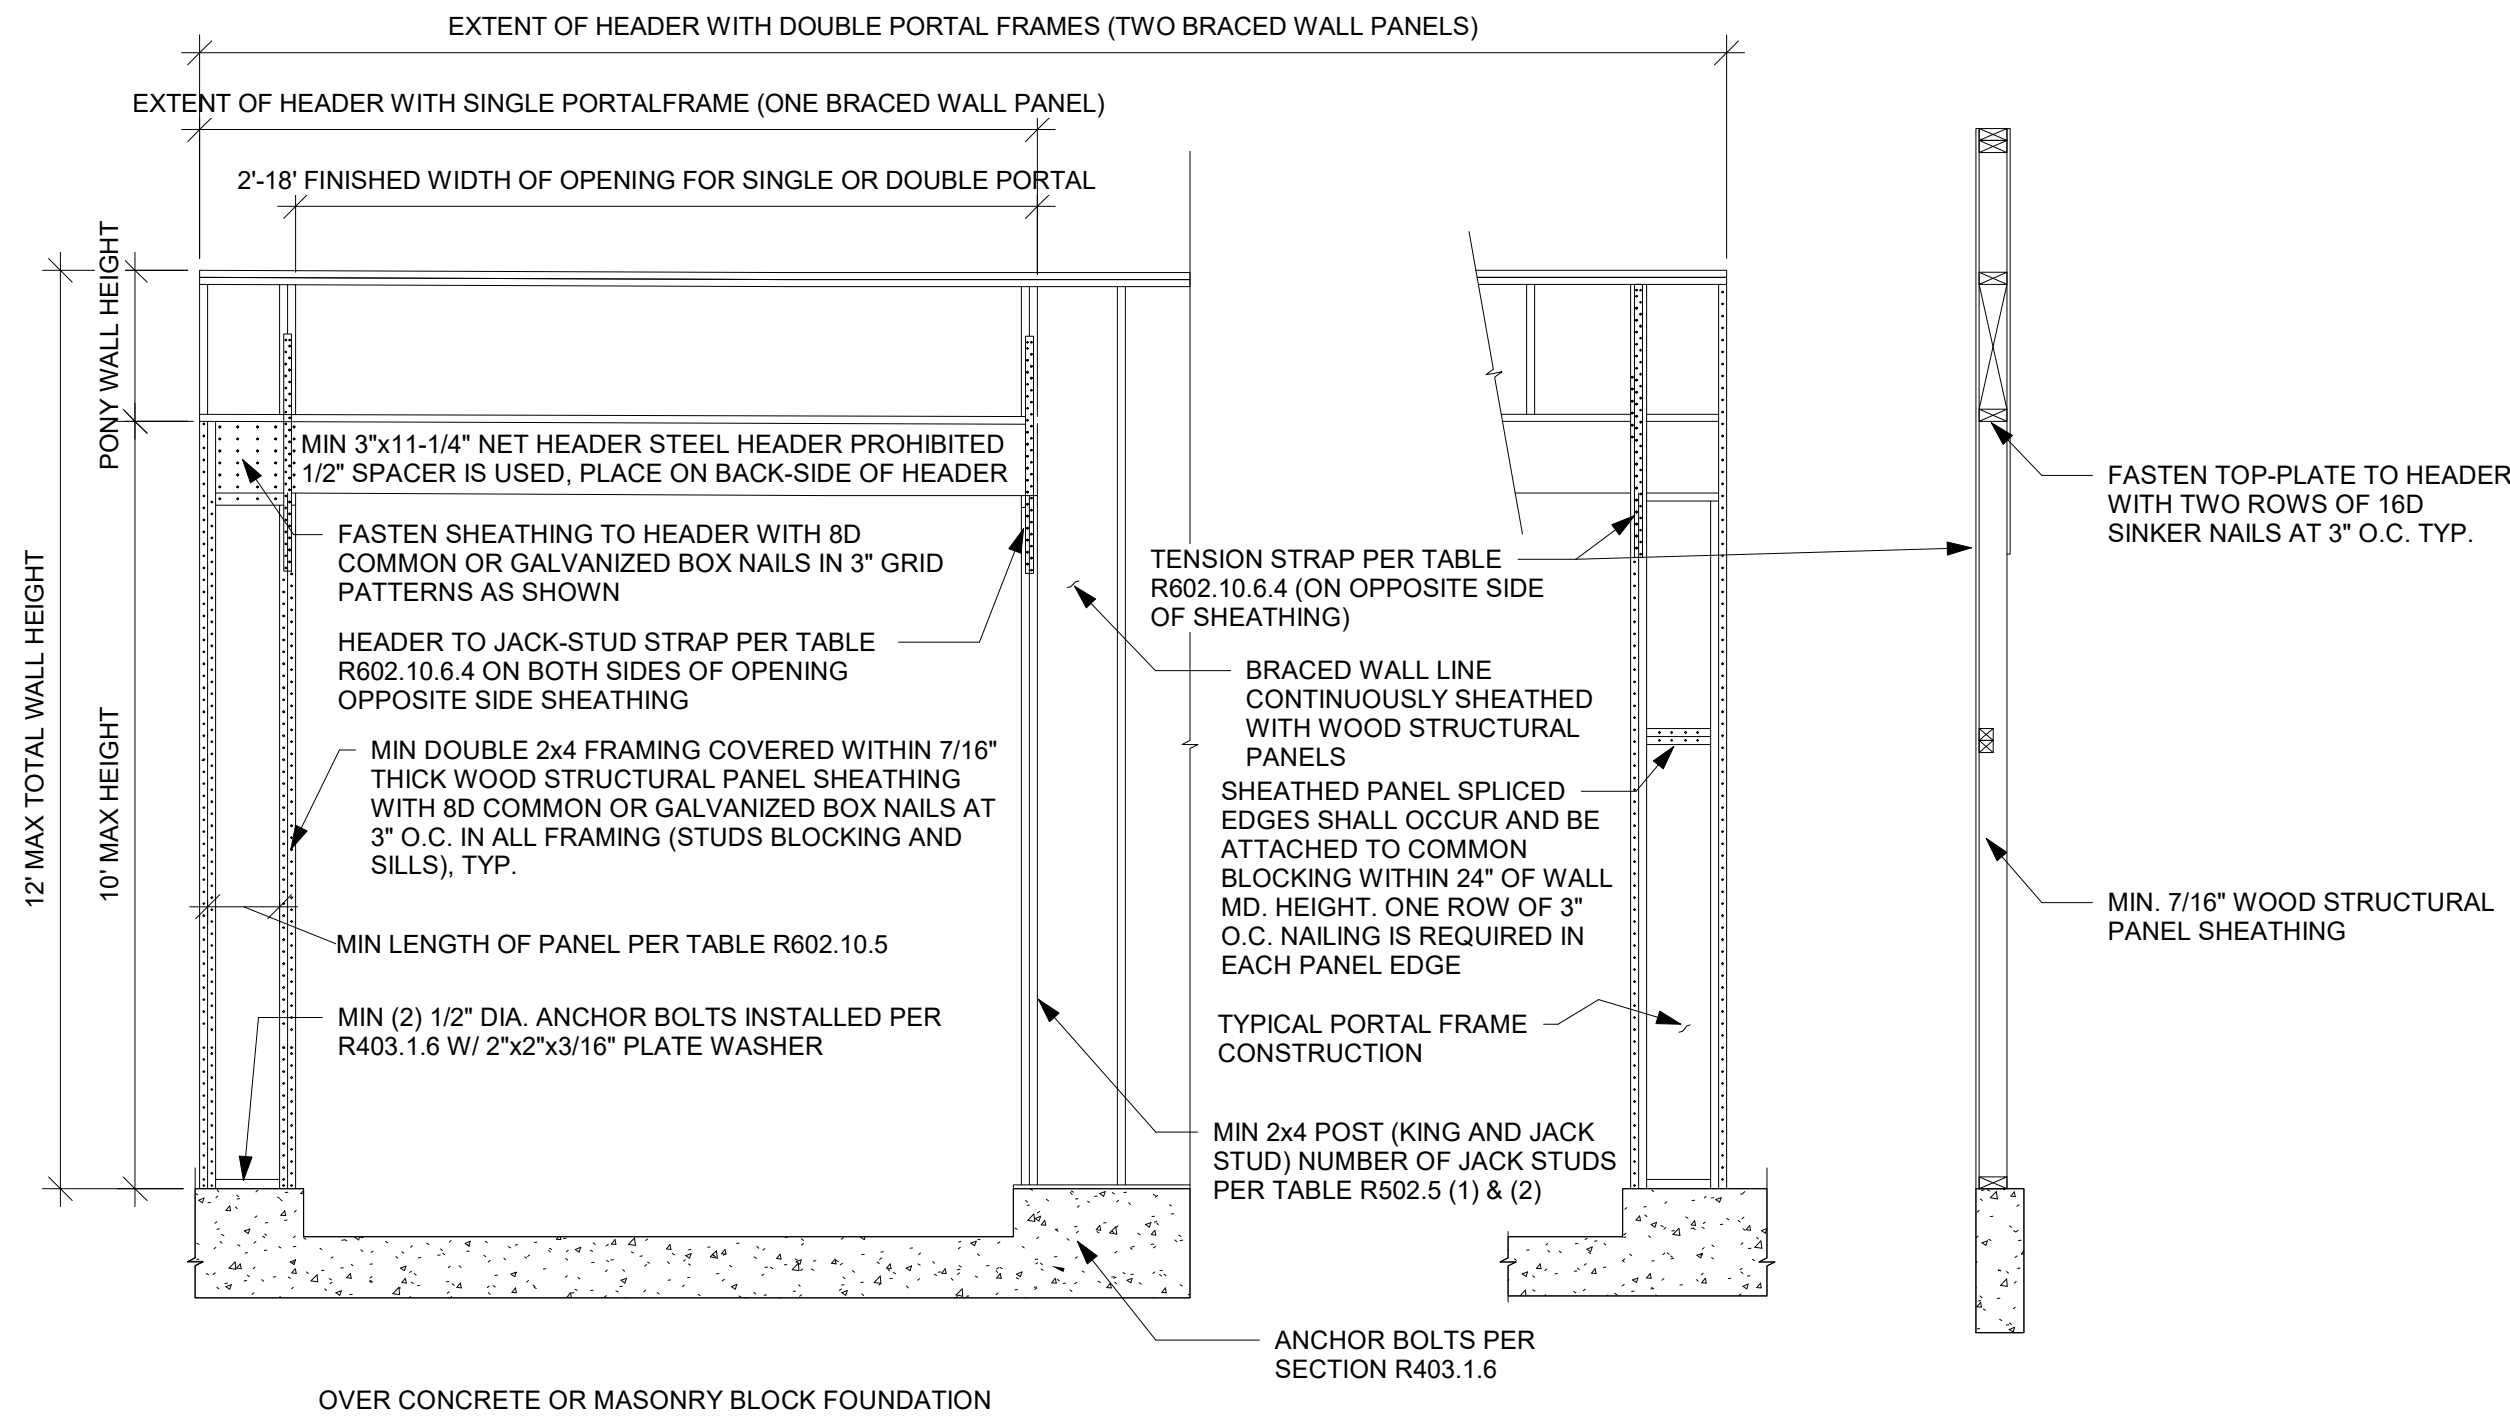 EXTENT OF HEADER WITH DOUBLE PORTAL FRAMES (TWO BRACED WALL PANELS)
EXTENT OF HEADER WITH SINGLE PORTALFRAME (ONE BRACED WALL PANEL)
2'-18' FINISHED WIDTH OF OPENING FOR SINGLE OR DOUBLE PORTAL
PONY WALL HEIGHT
12' MAX TOTAL WALL HEIGHT
10' MAX HEIGHT
MIN 3"x11-1/4" NET HEADER STEEL HEADER PROHIBITED
1/2" SPACER IS USED, PLACE ON BACK-SIDE OF HEADER
FASTEN SHEATHING TO HEADER WITH 8D
COMMON OR GALVANIZED BOX NAILS IN 3" GRID
PATTERNS AS SHOWN
HEADER TO JACK-STUD STRAP PER TABLE
R602.10.6.4 ON BOTH SIDES OF OPENING
OPPOSITE SIDE SHEATHING
MIN DOUBLE 2x4 FRAMING COVERED WITHIN 7/16"
THICK WOOD STRUCTURAL PANEL SHEATHING
WITH 8D COMMON OR GALVANIZED BOX NAILS AT
3" O.C. IN ALL FRAMING (STUDS BLOCKING AND
SILLS), TYP.
MIN LENGTH OF PANEL PER TABLE R602.10.5
MIN (2) 1/2" DIA. ANCHOR BOLTS INSTALLED PER
R403.1.6 W/ 2"x2"x3/16" PLATE WASHER
TENSION STRAP PER TABLE
R602.10.6.4 (ON OPPOSITE SIDE
OF SHEATHING)
BRACED WALL LINE
CONTINUOUSLY SHEATHED
WITH WOOD STRUCTURAL
PANELS
SHEATHED PANEL SPLICED
EDGES SHALL OCCUR AND BE
ATTACHED TO COMMON
BLOCKING WITHIN 24" OF WALL
MD. HEIGHT. ONE ROW OF 3"
O.C. NAILING IS REQUIRED IN
EACH PANEL EDGE
TYPICAL PORTAL FRAME
CONSTRUCTION
MIN 2x4 POST (KING AND JACK
STUD) NUMBER OF JACK STUDS
PER TABLE R502.5 (1) & (2)
ANCHOR BOLTS PER
SECTION R403.1.6
FASTEN TOP-PLATE TO HEADER
WITH TWO ROWS OF 16D
SINKER NAILS AT 3" O.C. TYP.
MIN. 7/16" WOOD STRUCTURAL
PANEL SHEATHING
OVER CONCRETE OR MASONRY BLOCK FOUNDATION